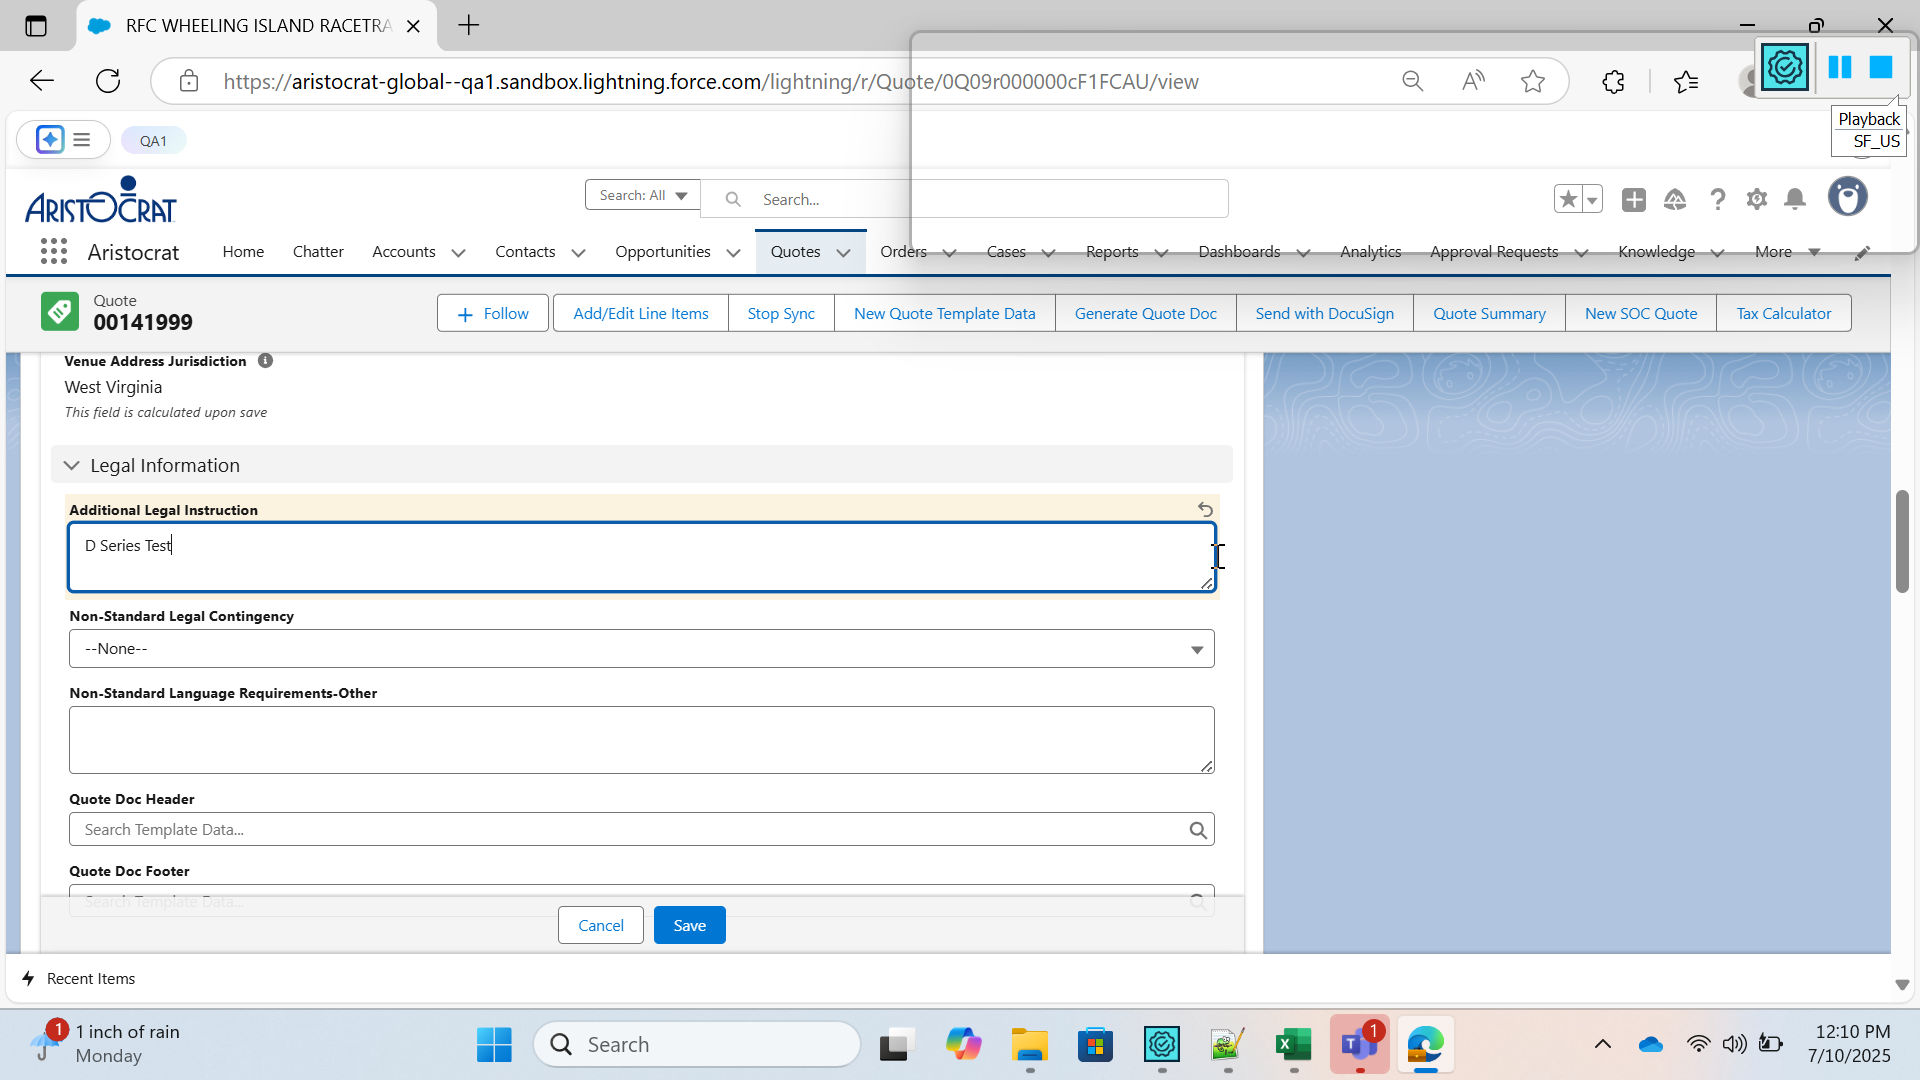 RFC WHEELING ISLAND RACETRA
https://aristocrat-global--qa1.sandbox.lightning.force.com/lightning/r/Quote/0Q09r000000cF1FCAU/view
Playback
SF_US
QA1
ARISTOCRAT
Search: All
Search...
Aristocrat
Home
Chatter
Accounts
Contacts
Opportunities
Quotes
Orders
Cases
Reports
Dashboards
Analytics
Approval Requests
Knowledge
More
Quote
00141999
Follow
Add/Edit Line Items
Stop Sync
New Quote Template Data
Generate Quote Doc
Send with DocuSign
Quote Summary
New SOC Quote
Tax Calculator
Venue Address Jurisdiction
West Virginia
This field is calculated upon save
Legal Information
Additional Legal Instruction
D Series Test
Non-Standard Legal Contingency
--None--
Non-Standard Language Requirements-Other
Quote Doc Header
Search Template Data...
Quote Doc Footer
Search Template Data...
Cancel
Save
Recent Items
1
1 inch of rain
Monday
Search
1
12:10 PM
7/10/2025